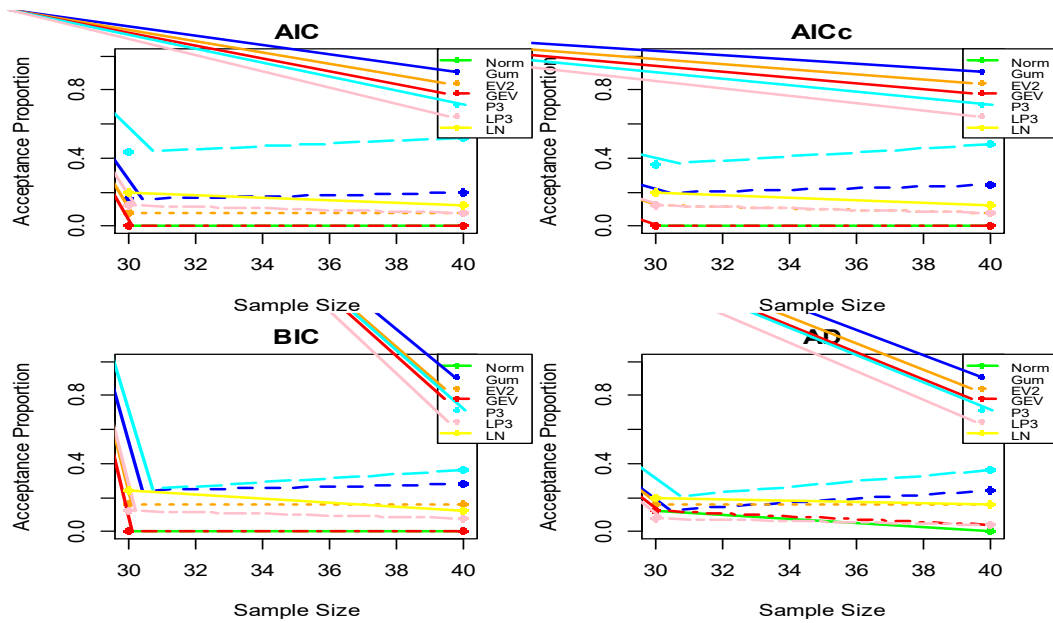 AIC
Acceptance Proportion
0.8
0.4
0.0
30 32 34 36 38 40
Sample Size
Norm
Gum
EV2
GEV
P3
LP3
LN
AICc
Acceptance Proportion
0.8
0.4
0.0
30 32 34 36 38 40
Sample Size
Norm
Gum
EV2
GEV
P3
LP3
LN
BIC
Acceptance Proportion
0.8
0.4
0.0
30 32 34 36 38 40
Sample Size
Norm
Gum
EV2
GEV
P3
LP3
LN
AD
Acceptance Proportion
0.8
0.4
0.0
30 32 34 36 38 40
Sample Size
Norm
Gum
EV2
GEV
P3
LP3
LN